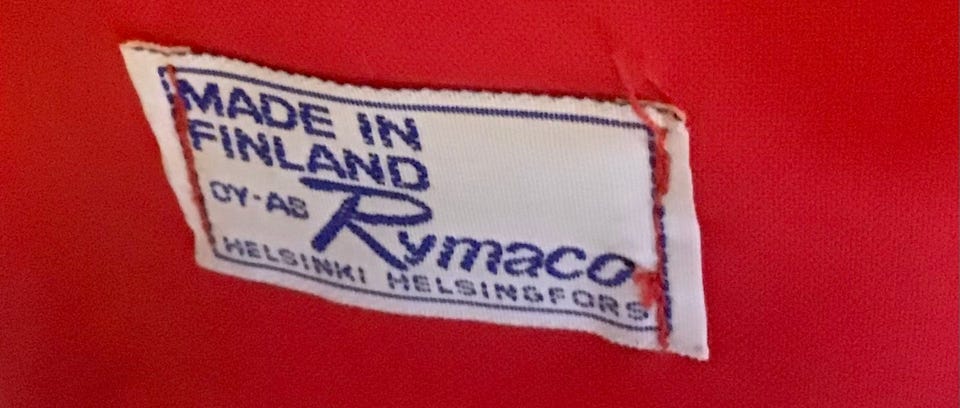 MADE IN
FINLAND
OY-AB Rymaco
HELSINKI HELSINGFORS